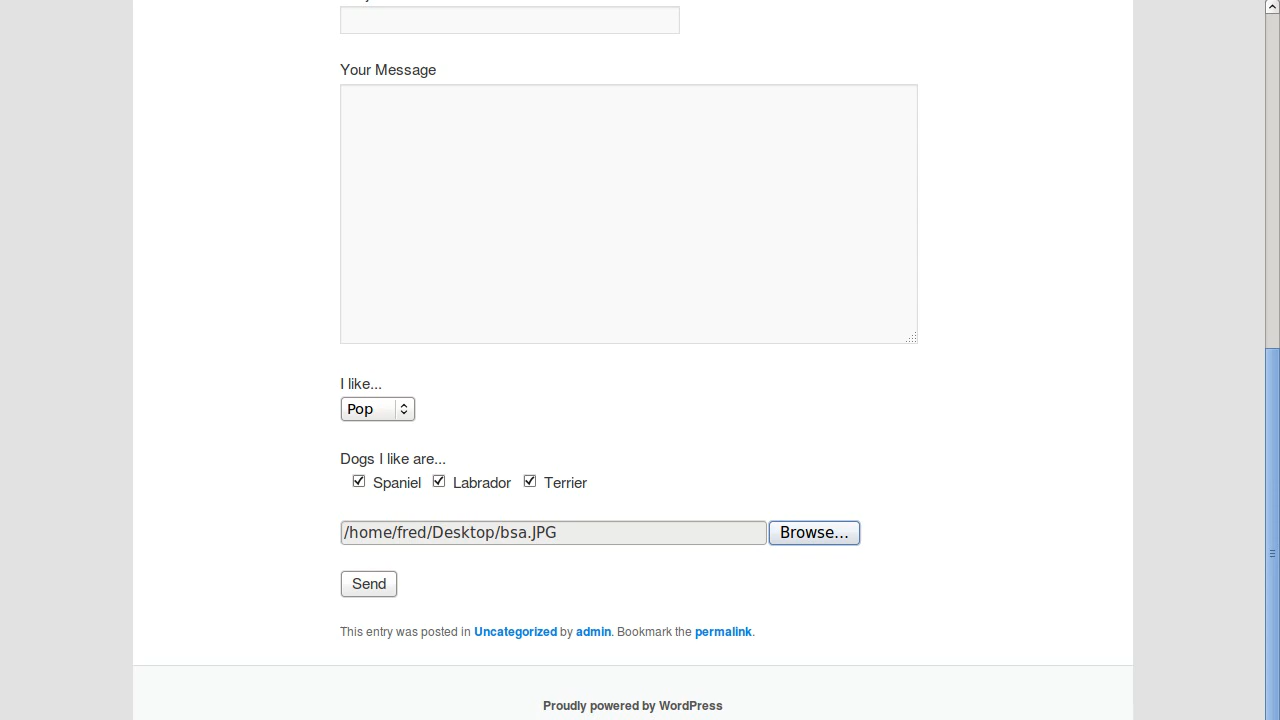 Your Message
I like...
Pop
Dogs I like are...
Spaniel Labrador Terrier
/home/fred/Desktop/bsa.JPG Browse...
Send
This entry was posted in Uncategorized by admin. Bookmark the permalink.
Proudly powered by WordPress